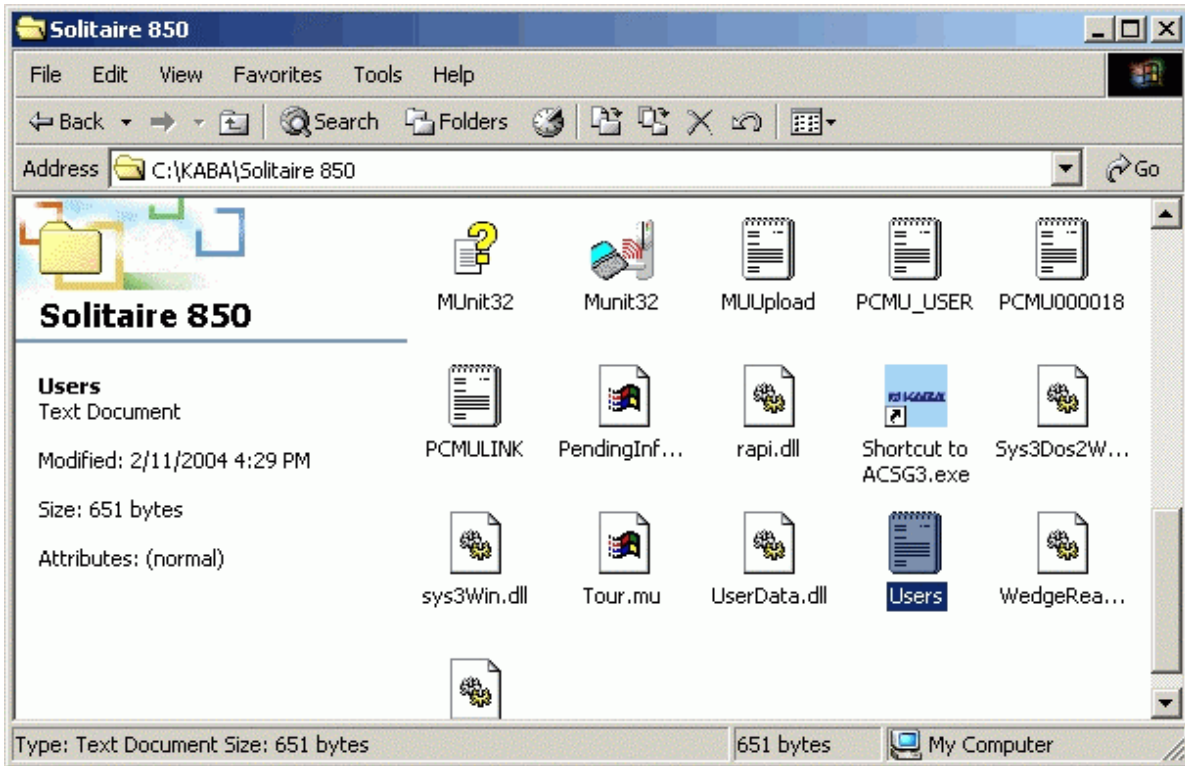 Solitaire 850
File Edit View Favorites Tools Help
Back Search Folders
Address C:\KABA\Solitaire 850 Go
Solitaire 850
Users
Text Document
Modified: 2/11/2004 4:29 PM
Size: 651 bytes
Attributes: (normal)
MUnit32 Munit32 MUUpload PCMU_USER PCMU000018
KABA
PCMULINK PendingInf... rapi.dll Shortcut to Sys3Dos2W...
ACSG3.exe
sys3Win.dll Tour.mu UserData.dll Users WedgeRea...
Type: Text Document Size: 651 bytes 651 bytes My Computer